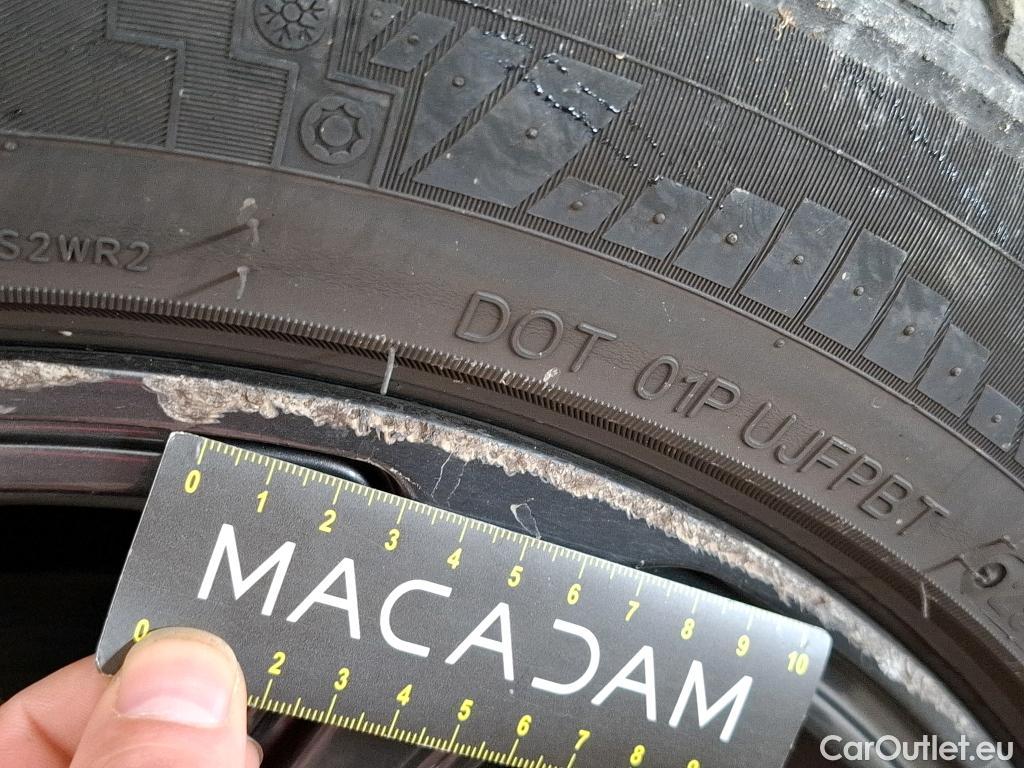 S2WR2
DOT 01P UJFPBT
0 1 2 3 4 5 6 7 8 9 10
MACADAM
0 2 3 4 5 6 7 8
CarOutlet.eu